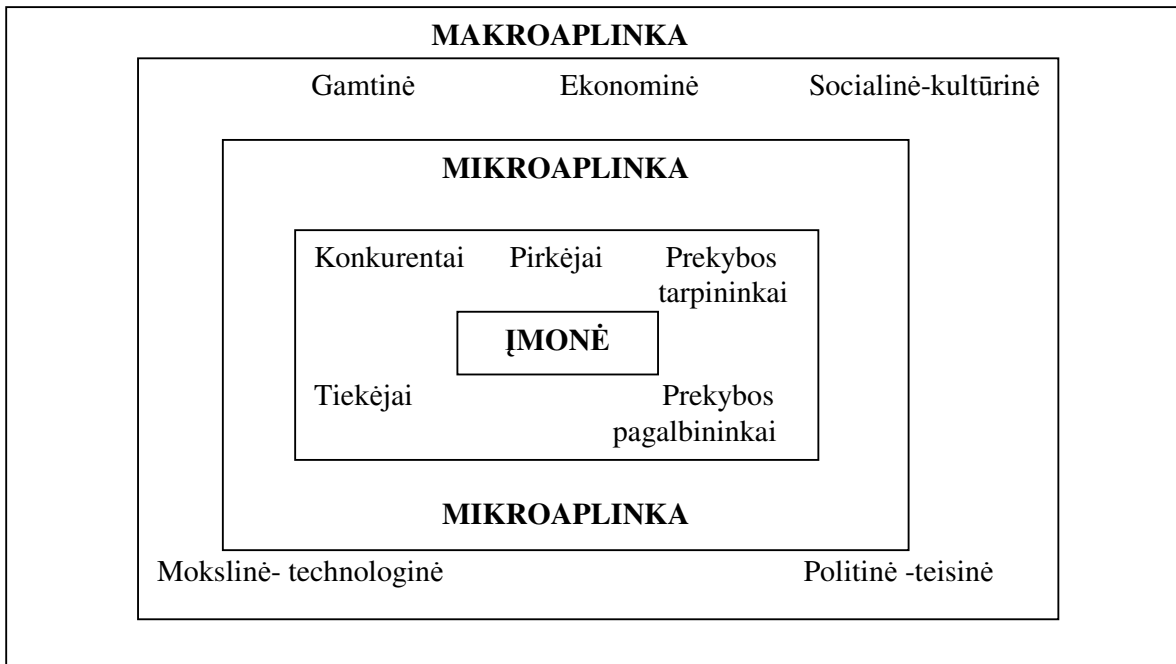 MAKROAPLINKA
Gamtinė Ekonominė Socialinė-kultūrinė
MIKROAPLINKA
Konkurentai Pirkėjai Prekybos
tarpininkai
ĮMONĖ
Tiekėjai Prekybos
pagalbininkai
MIKROAPLINKA
Mokslinė- technologinė Politinė -teisinė